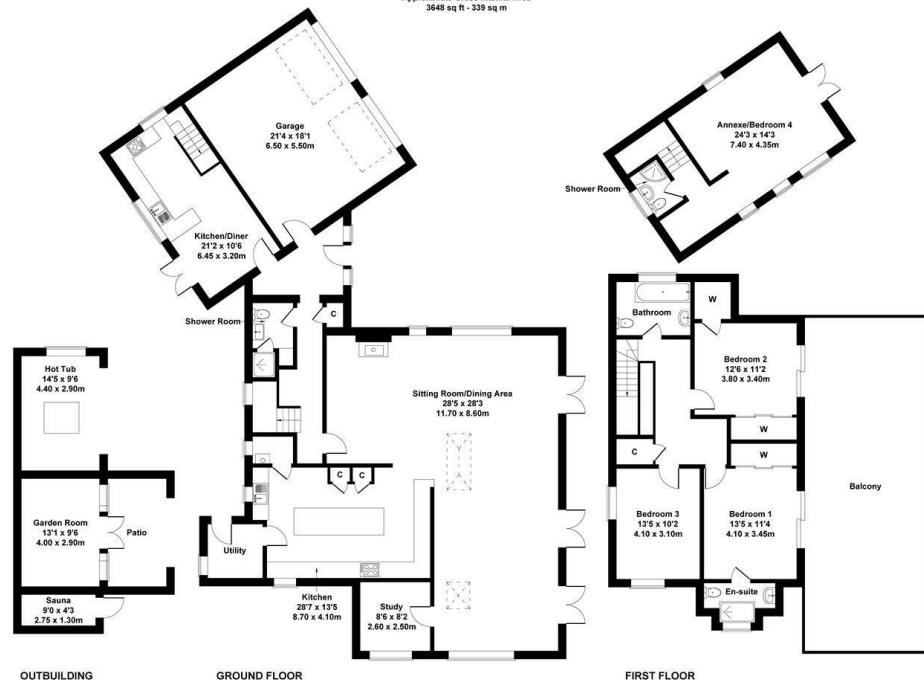 Approximate Gross Internal Area
3648 sq ft - 339 sq m
Garage
21'4 x 18'1
6.50 x 5.50m
Kitchen/Diner
21'2 x 10'6
6.45 x 3.20m
Annexe/Bedroom 4
24'3 x 14'3
7.40 x 4.35m
Shower Room
Shower Room
C
Bathroom
W
Bedroom 2
12'6 x 11'2
3.80 x 3.40m
Hot Tub
14'5 x 9'6
4.40 x 2.90m
Sitting Room/Dining Area
28'5 x 28'3
11.70 x 8.60m
W
W
C
C
C
Balcony
Garden Room
13'1 x 9'6
4.00 x 2.90m
Patio
Bedroom 3
13'5 x 10'2
4.10 x 3.10m
Bedroom 1
13'5 x 11'4
4.10 x 3.45m
Utility
Kitchen
28'7 x 13'5
8.70 x 4.10m
Study
8'6 x 8'2
2.60 x 2.50m
En-suite
Sauna
9'0 x 4'3
2.75 x 1.30m
OUTBUILDING
GROUND FLOOR
FIRST FLOOR